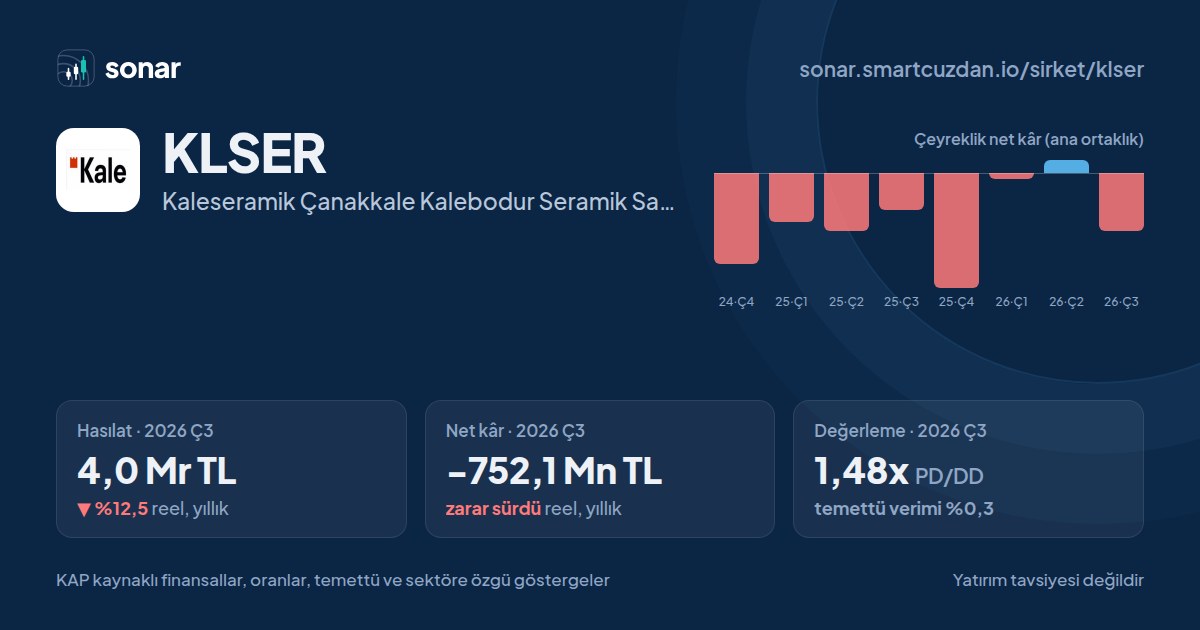 sonar
sonar.smartcuzdan.io/sirket/klser
Kale
KLSER
Kaleseramik Çanakkale Kalebodur Seramik Sa...
Çeyreklik net kâr (ana ortaklık)
24·Ç4 25·Ç1 25·Ç2 25·Ç3 25·Ç4 26·Ç1 26·Ç2 26·Ç3
Hasılat · 2026 Ç3
4,0 Mr TL
▼ %12,5 reel, yıllık
Net kâr · 2026 Ç3
−752,1 Mn TL
zarar sürdü reel, yıllık
Değerleme · 2026 Ç3
1,48x PD/DD
temettü verimi %0,3
KAP kaynaklı finansallar, oranlar, temettü ve sektöre özgü göstergeler
Yatırım tavsiyesi değildir